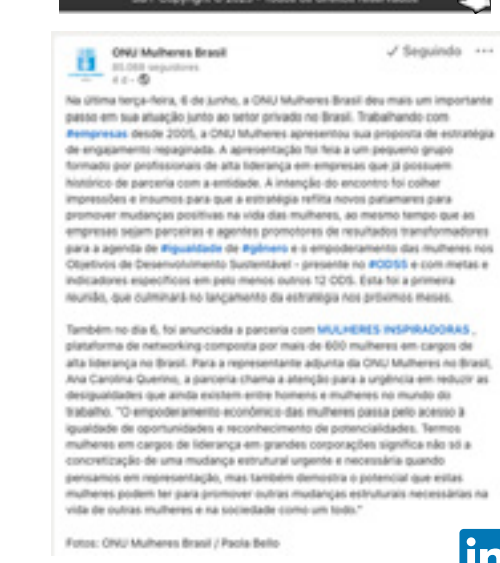 SBT Copyright © 2023 - Todos os direitos reservados
ONU Mulheres Brasil
✓ Seguindo ...
seguidores
4 d •
Na última terça-feira, 6 de junho, a ONU Mulheres Brasil deu mais um importante
passo em sua atuação junto ao setor privado no Brasil. Trabalhando com
#empresas desde 2005, a ONU Mulheres apresentou sua proposta de estratégia
de engajamento repaginada. A apresentação foi feia a um pequeno grupo
formado por profissionais de alta liderança em empresas que já possuem
histórico de parceria com a entidade. A intenção do encontro foi colher
impressões e insumos para que a estratégia reflita novos patamares para
promover mudanças positivas na vida das mulheres, ao mesmo tempo que as
empresas sejam parceiras e agentes promotores de resultados transformadores
para a agenda de #igualdade de #gênero e o empoderamento das mulheres nos
Objetivos de Desenvolvimento Sustentável - presente no #ODS5 e com metas e
indicadores específicos em pelo menos outros 12 ODS. Esta foi a primeira
reunião, que culminará no lançamento da estratégia nos próximos meses.
Também no dia 6, foi anunciada a parceria com MULHERES INSPIRADORAS ,
plataforma de networking composta por mais de 600 mulheres em cargos de
alta liderança no Brasil. Para a representante adjunta da ONU Mulheres no Brasil,
Ana Carolina Querino, a parceria chama a atenção para a urgência em reduzir as
desigualdades que ainda existem entre homens e mulheres no mundo do
trabalho. "O empoderamento econômico das mulheres passa pelo acesso à
igualdade de oportunidades e reconhecimento de potencialidades. Termos
mulheres em cargos de liderança em grandes corporações significa não só a
concretização de uma mudança estrutural urgente e necessária quando
pensamos em representação, mas também demostra o potencial que estas
mulheres podem ter para promover outras mudanças estruturais necessárias na
vida de outras mulheres e na sociedade como um todo."
Fotos: ONU Mulheres Brasil / Paola Bello
in